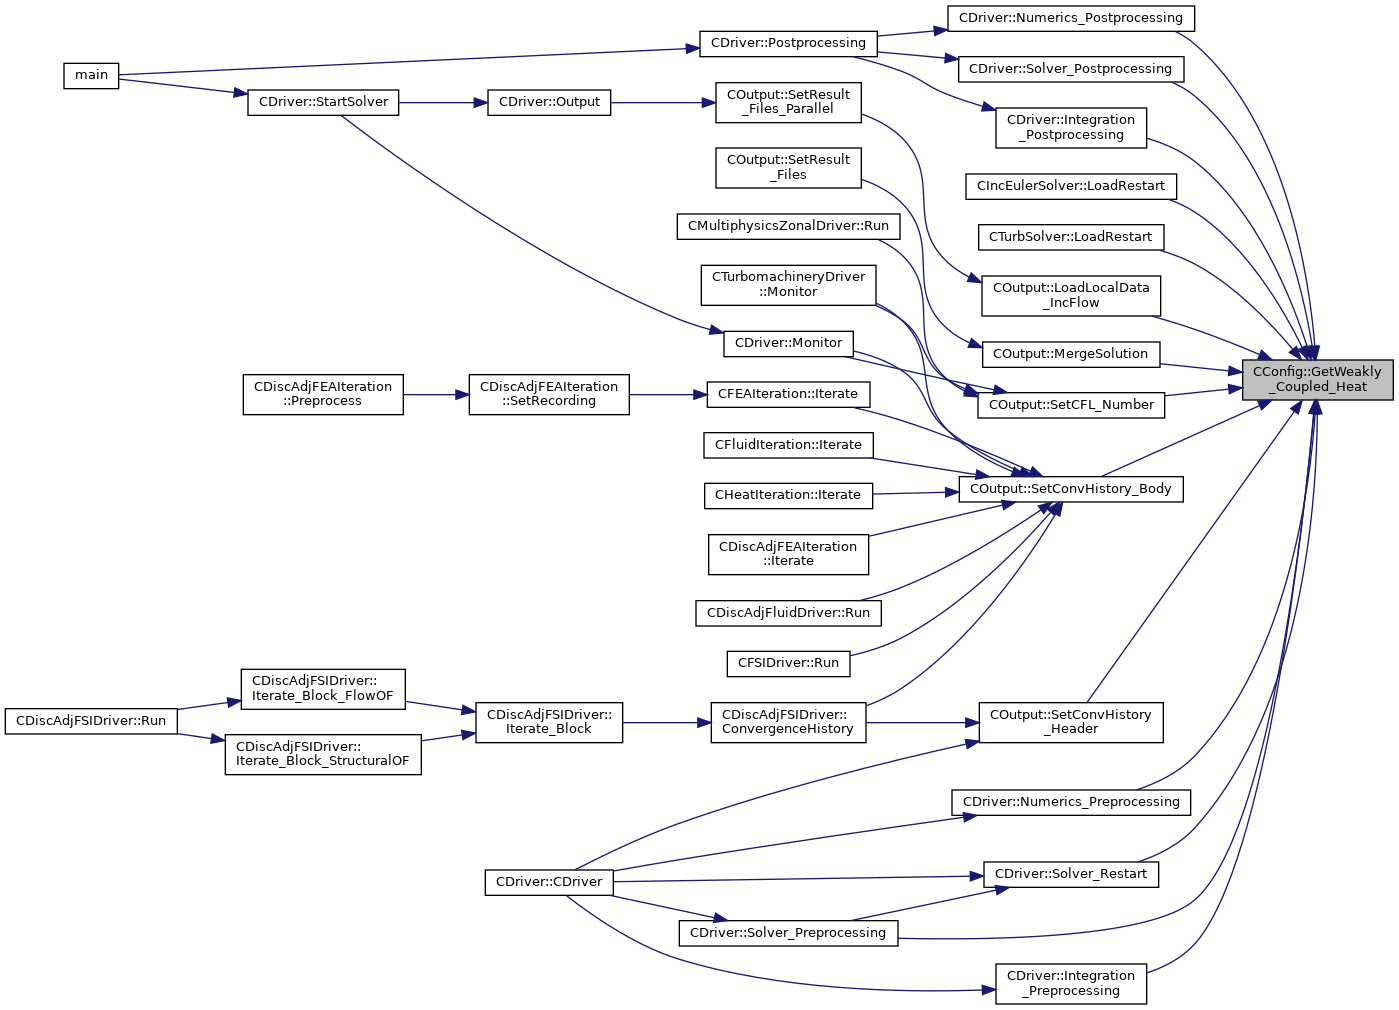 CDriver::Numerics_Postprocessing
CDriver::Postprocessing
CDriver::Solver_Postprocessing
main
CDriver::StartSolver
CDriver::Output
COutput::SetResult
_Files_Parallel
CDriver::Integration
_Postprocessing
COutput::SetResult
_Files
CIncEulerSolver::LoadRestart
CMultiphysicsZonalDriver::Run
CTurbSolver::LoadRestart
CTurbomachineryDriver
::Monitor
COutput::LoadLocalData
_IncFlow
CDriver::Monitor
COutput::MergeSolution
CConfig::GetWeakly
_Coupled_Heat
CDiscAdjFEAIteration
::Preprocess
CDiscAdjFEAIteration
::SetRecording
CFEAIteration::Iterate
COutput::SetCFL_Number
CFluidIteration::Iterate
CHeatIteration::Iterate
COutput::SetConvHistory_Body
CDiscAdjFEAIteration
::Iterate
CDiscAdjFluidDriver::Run
CFSIDriver::Run
CDiscAdjFSIDriver::
Iterate_Block_FlowOF
CDiscAdjFSIDriver::Run
CDiscAdjFSIDriver::
Iterate_Block
CDiscAdjFSIDriver::
ConvergenceHistory
COutput::SetConvHistory
_Header
CDiscAdjFSIDriver::
Iterate_Block_StructuralOF
CDriver::Numerics_Preprocessing
CDriver::CDriver
CDriver::Solver_Restart
CDriver::Solver_Preprocessing
CDriver::Integration
_Preprocessing